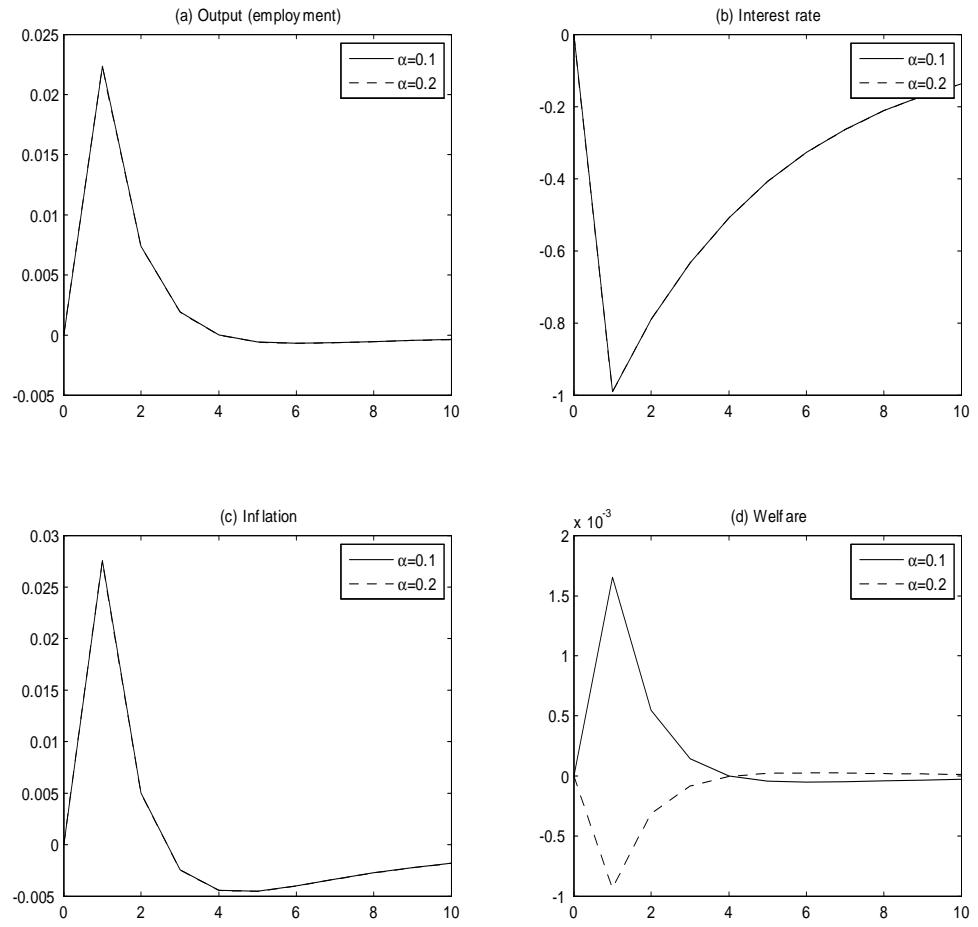 (a) Output (employment)
0.025
0.02
0.015
0.01
0.005
0
-0.005
0 2 4 6 8 10
α=0.1
α=0.2
(b) Interest rate
0
-0.2
-0.4
-0.6
-0.8
-1
0 2 4 6 8 10
α=0.1
α=0.2
(c) Inflation
0.03
0.025
0.02
0.015
0.01
0.005
0
-0.005
0 2 4 6 8 10
α=0.1
α=0.2
(d) Welfare
x 10^-3
2
1.5
1
0.5
0
-0.5
-1
0 2 4 6 8 10
α=0.1
α=0.2